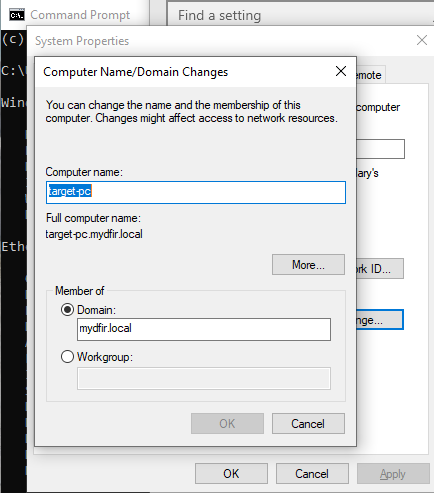 Command Prompt
Find a setting
(c)
System Properties
C:\
Computer Name/Domain Changes
emote
Wind
You can change the name and the membership of this
computer. Changes might affect access to network resources.
computer
Computer name:
ary's
target-pc
Full computer name:
target-pc.mydfir.local
Ethe
More...
rk ID...
Member of
Domain:
mydfir.local
nge...
Workgroup:
OK
Cancel
OK
Cancel
Apply